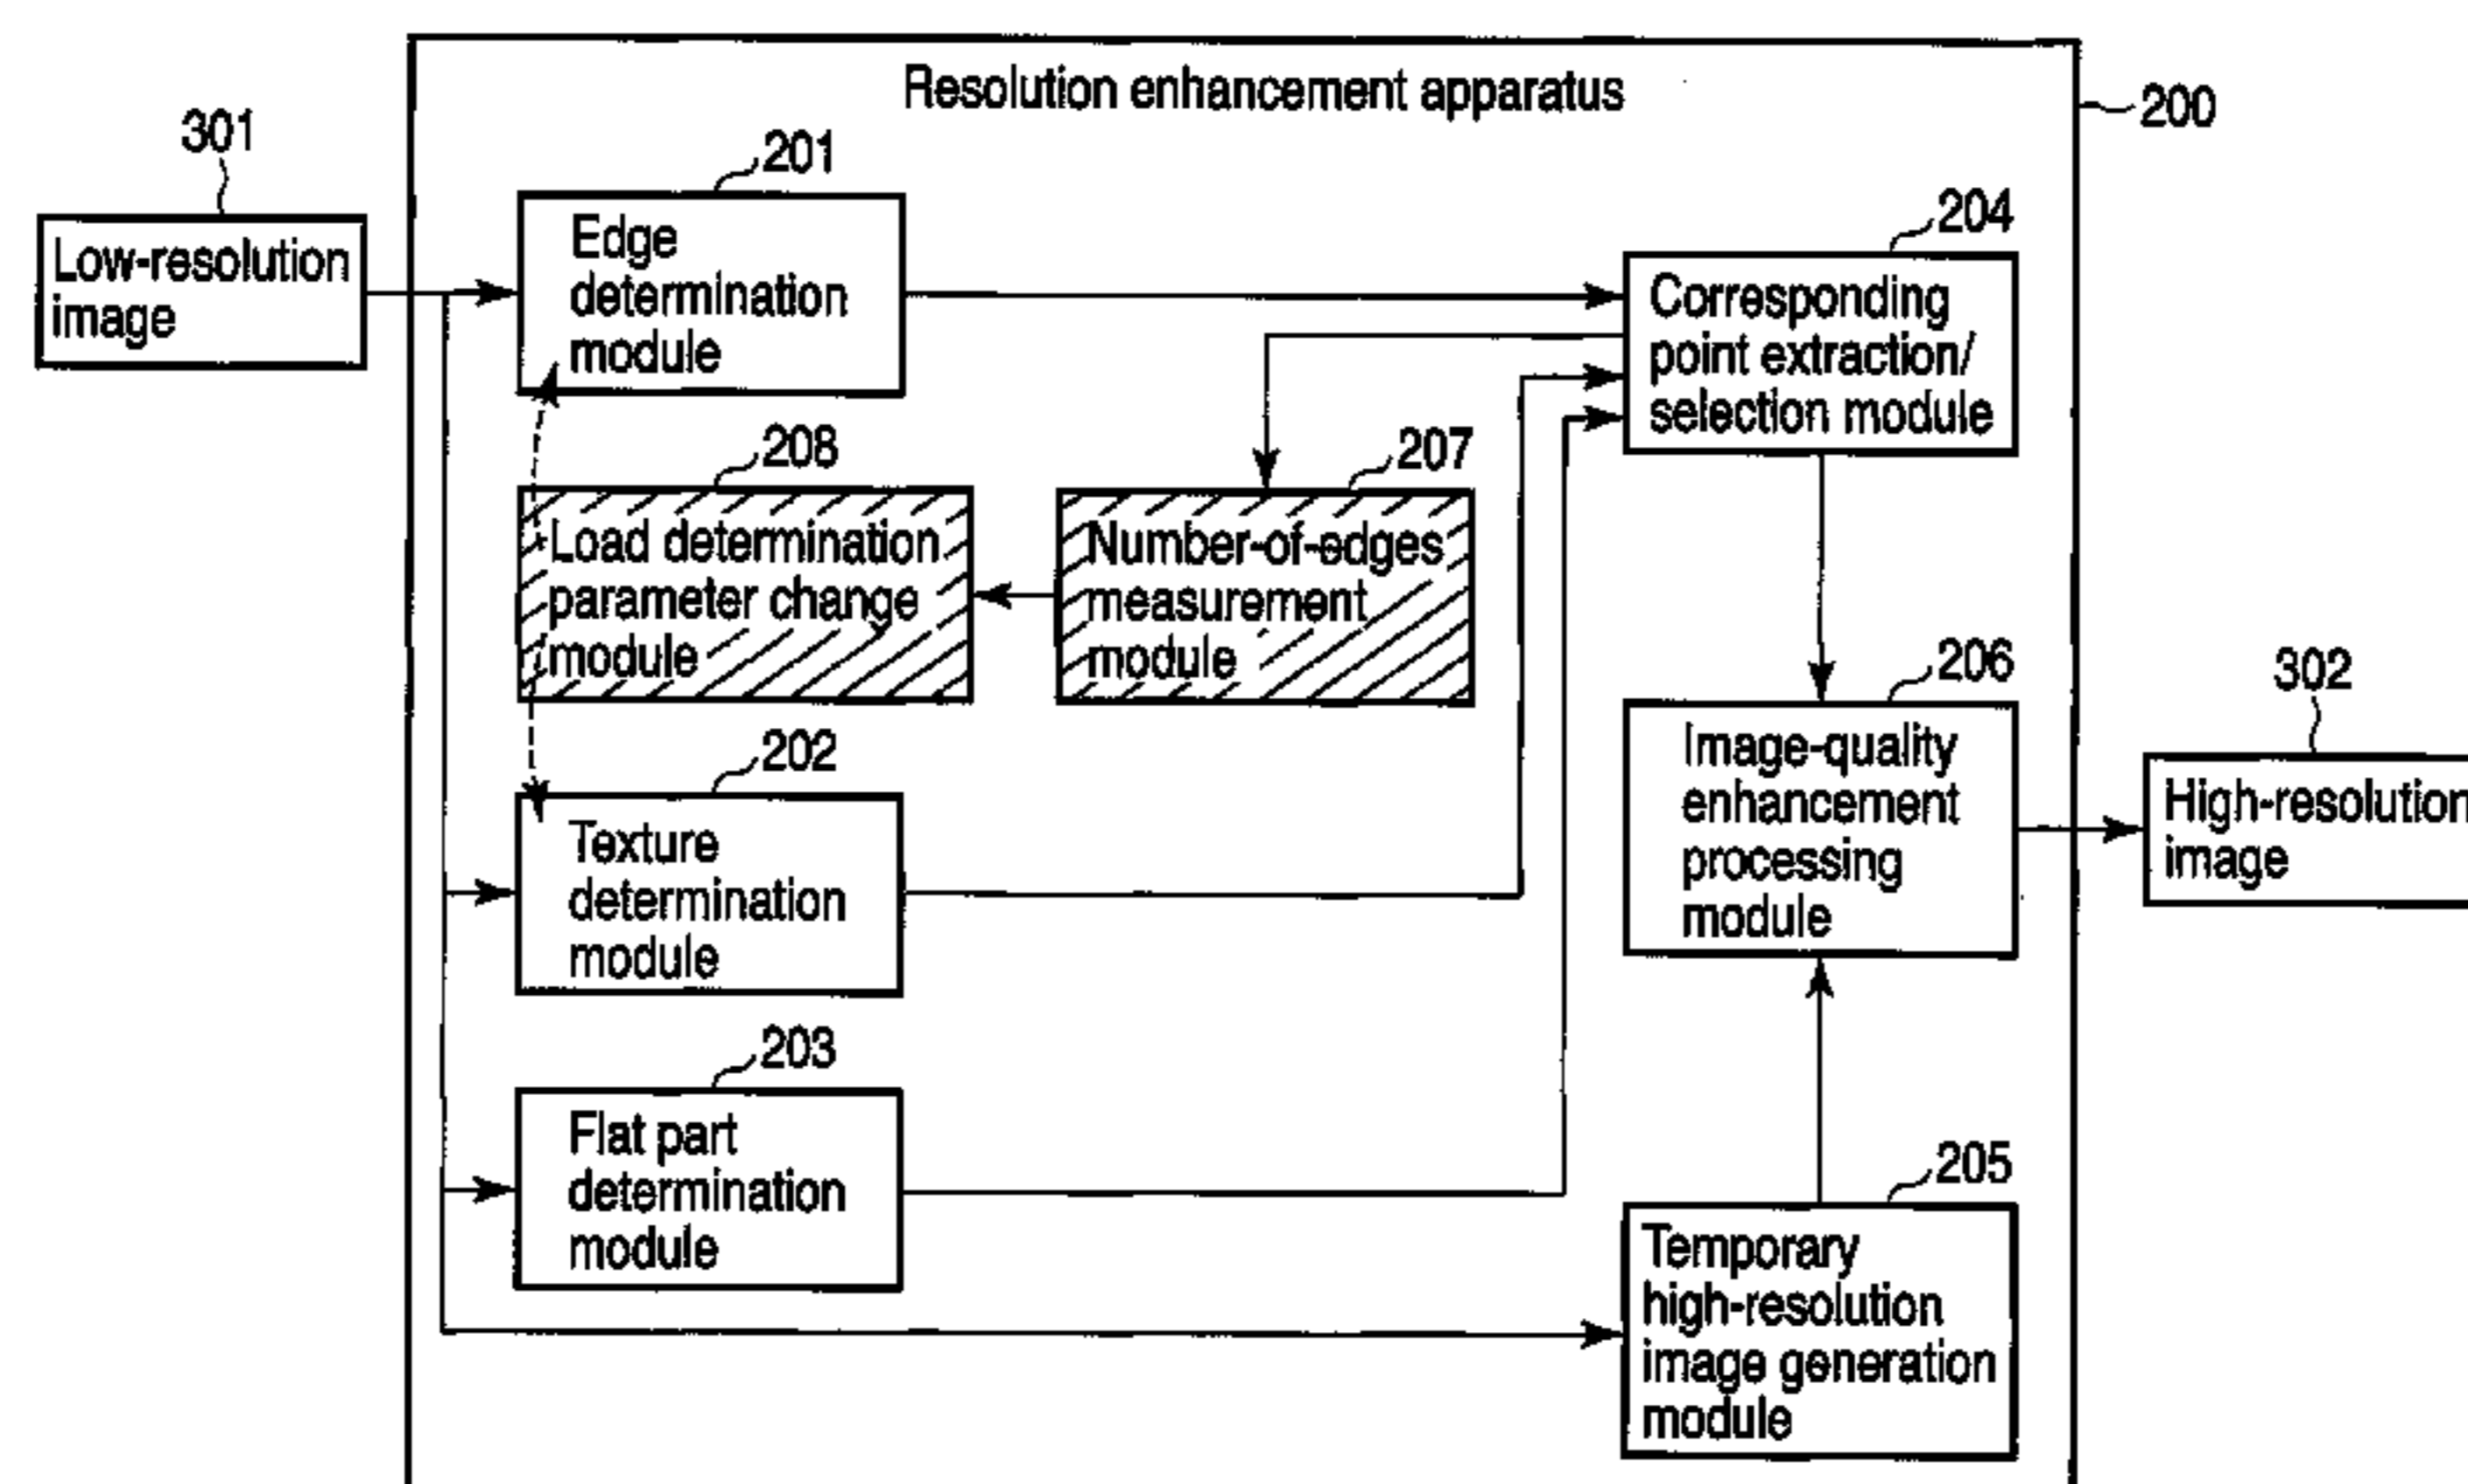 Resolution enhancement apparatus
200
301
Low-resolution
image
201
Edge
determination
module
204
Corresponding
point extraction/
selection module
208
Load determination
parameter change
module
207
Number-of-edges
measurement
module
206
Image-quality
enhancement
processing
module
302
High-resolution
image
202
Texture
determination
module
203
Flat part
determination
module
205
Temporary
high-resolution
image generation
module